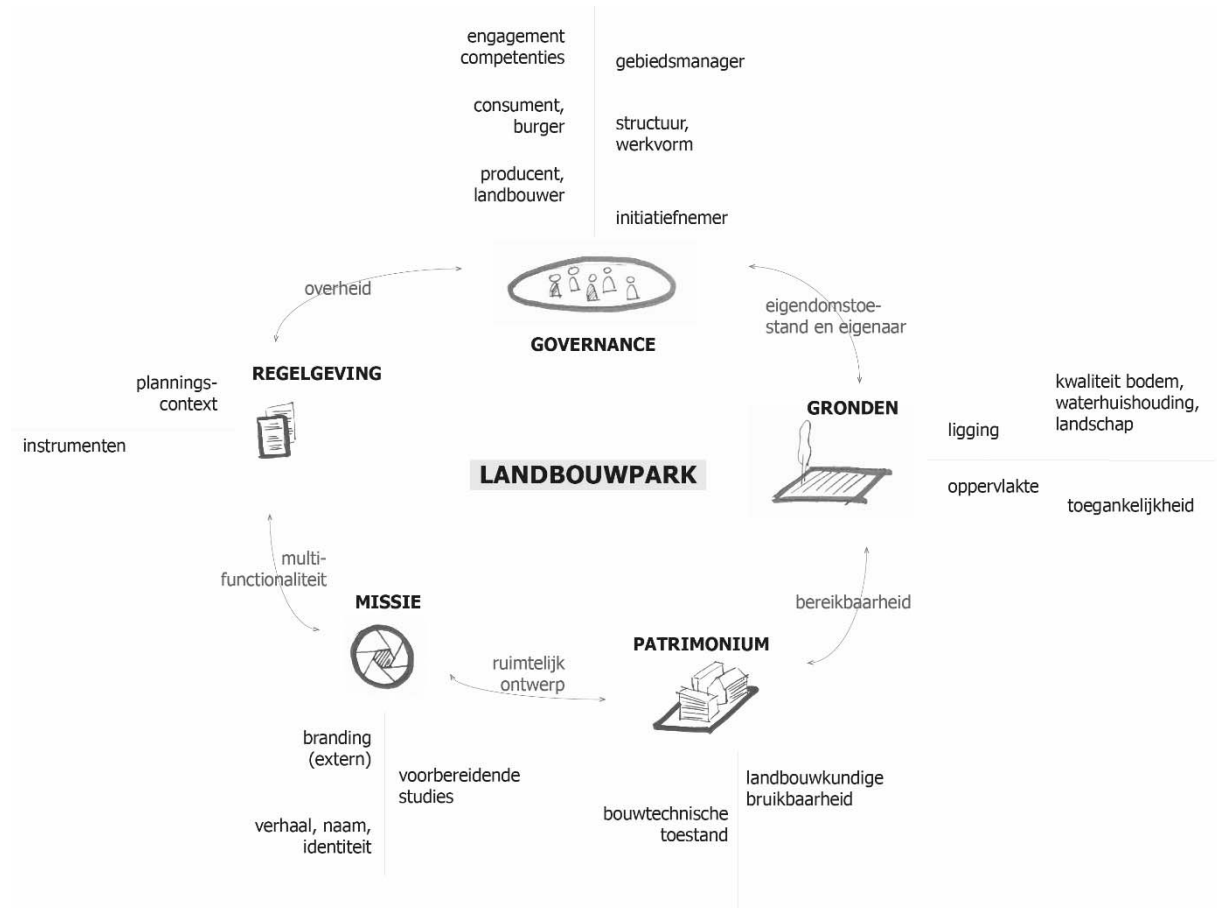 engagement
competenties
gebiedsmanager
consument,
burger
structuur,
werkvorm
producent,
landbouwer
initiatiefnemer
overheid
eigendomstoe-
stand en eigenaar
GOVERNANCE
REGELGEVING
plannings-
context
instrumenten
GRONDEN
kwaliteit bodem,
waterhuishouding,
landschap
ligging
oppervlakte
toegankelijkheid
LANDBOUWPARK
multi-
functionaliteit
bereikbaarheid
MISSIE
PATRIMONIUM
ruimtelijk
ontwerp
branding
(extern)
voorbereidende
studies
verhaal, naam,
identiteit
landbouwkundige
bruikbaarheid
bouwtechnische
toestand